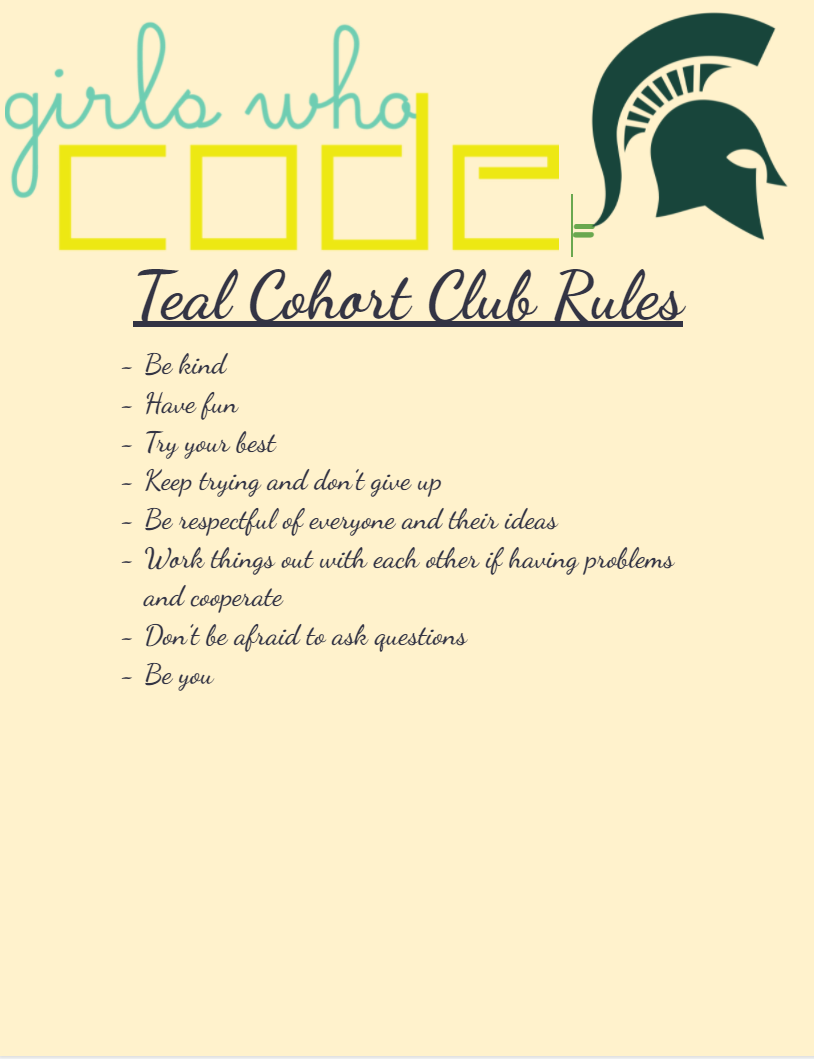 girls who
code
Teal Cohort Club Rules
- Be kind
- Have fun
- Try your best
- Keep trying and don't give up
- Be respectful of everyone and their ideas
- Work things out with each other if having problems
and cooperate
- Don't be afraid to ask questions
- Be you